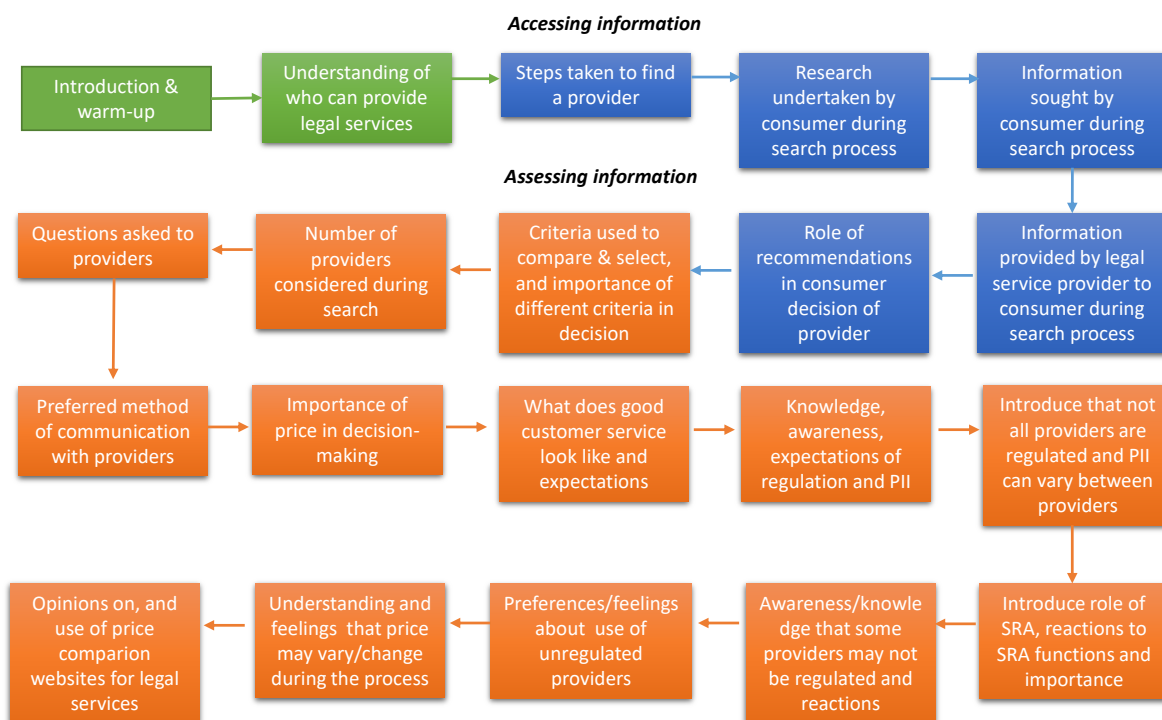 Accessing information
Introduction &
warm-up
Understanding of
who can provide
legal services
Steps taken to find
a provider
Research
undertaken by
consumer during
search process
Information
sought by
consumer during
search process
Assessing information
Information
provided by legal
service provider to
consumer during
search process
Role of
recommendations
in consumer
decision of
provider
Criteria used to
compare & select,
and importance of
different criteria in
decision
Number of
providers
considered during
search
Questions asked to
providers
Preferred method
of communication
with providers
Importance of
price in decision-
making
What does good
customer service
look like and
expectations
Knowledge,
awareness,
expectations of
regulation and PII
Introduce that not
all providers are
regulated and PII
can vary between
providers
Introduce role of
SRA, reactions to
SRA functions and
importance
Awareness/knowle
dge that some
providers may not
be regulated and
reactions
Preferences/feelings
about use of
unregulated
providers
Understanding and
feelings that price
may vary/change
during the process
Opinions on, and
use of price
comparion
websites for legal
services